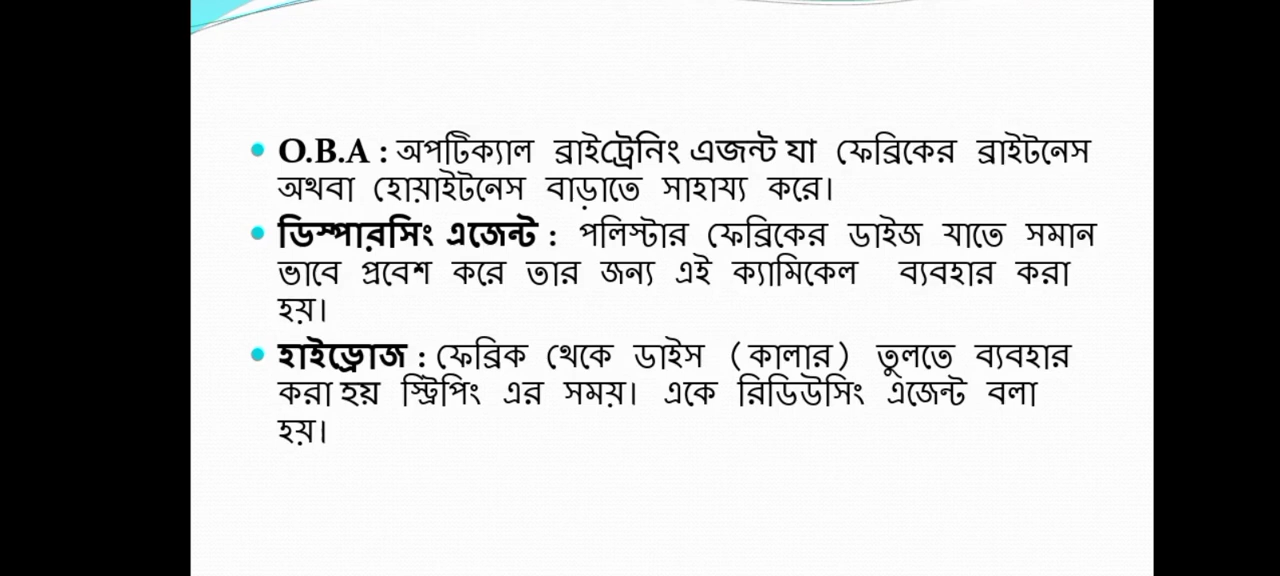 O.B.A : অপটিক্যাল ব্রাইট্রেনিং এজন্ট যা ফেব্রিকের ব্রাইটনেস
অথবা হোয়াইটনেস বাড়াতে সাহায্য করে।
ডিস্পারসিং এজেন্ট : পলিস্টার ফেব্রিকের ডাইজ যাতে সমান
ভাবে প্রবেশ করে তার জন্য এই ক্যামিকেল ব্যবহার করা
হয়।
হাইড্রোজ : ফেব্রিক থেকে ডাইস (কালার) তুলতে ব্যবহার
করা হয় স্ট্রিপিং এর সময়। একে রিডিউসিং এজেন্ট বলা
হয়।